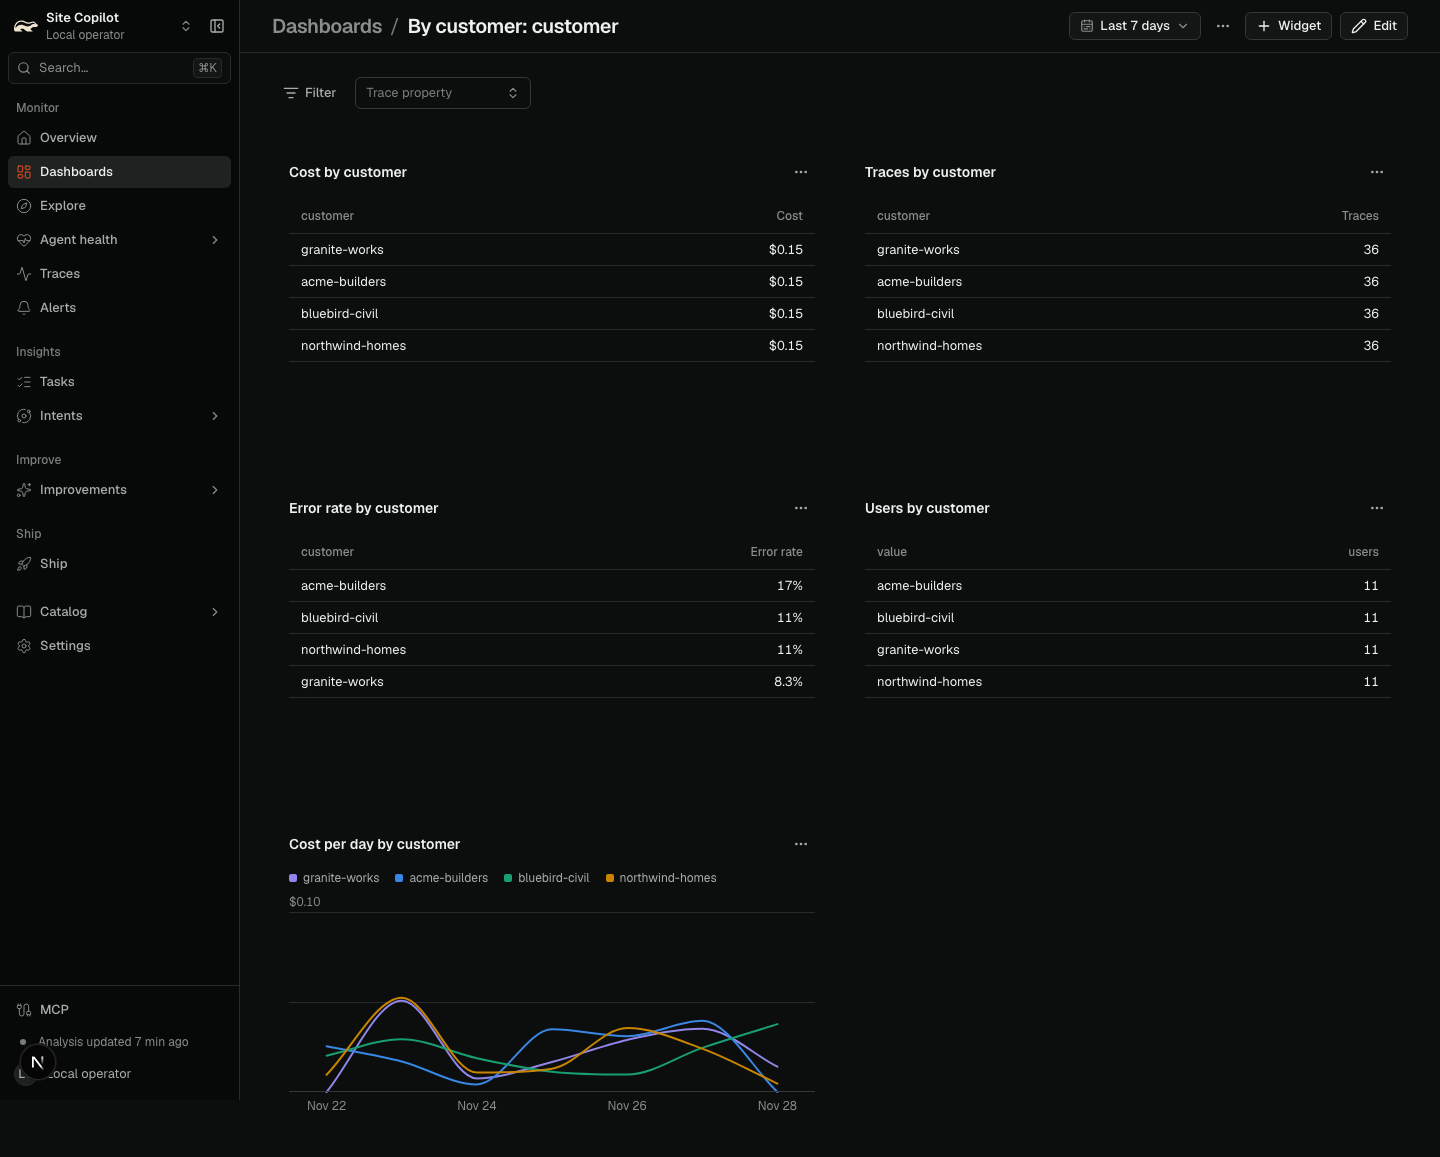 Site Copilot
Local operator
Search...
⌘K
Monitor
Overview
Dashboards
Explore
Agent health
Traces
Alerts
Insights
Tasks
Intents
Improve
Improvements
Ship
Ship
Catalog
Settings
MCP
Analysis updated 7 min ago
N
Local operator
Dashboards / By customer: customer
Last 7 days
Widget
Edit
Filter
Trace property
Cost by customer
customer Cost
granite-works $0.15
acme-builders $0.15
bluebird-civil $0.15
northwind-homes $0.15
Traces by customer
customer Traces
granite-works 36
acme-builders 36
bluebird-civil 36
northwind-homes 36
Error rate by customer
customer Error rate
acme-builders 17%
bluebird-civil 11%
northwind-homes 11%
granite-works 8.3%
Users by customer
value users
acme-builders 11
bluebird-civil 11
granite-works 11
northwind-homes 11
Cost per day by customer
granite-works acme-builders bluebird-civil northwind-homes
$0.10
Nov 22 Nov 24 Nov 26 Nov 28